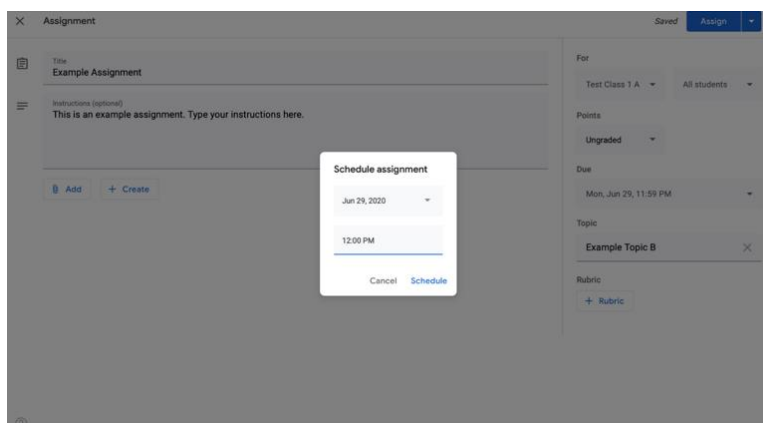 Assignment
Saved
Assign
Title
Example Assignment
Instructions (optional)
This is an example assignment. Type your instructions here.
Add
+ Create
Schedule assignment
Jun 29, 2020
12:00 PM
Cancel Schedule
For
Test Class 1 A
All students
Points
Ungraded
Due
Mon, Jun 29, 11:59 PM
Topic
Example Topic B
Rubric
+ Rubric